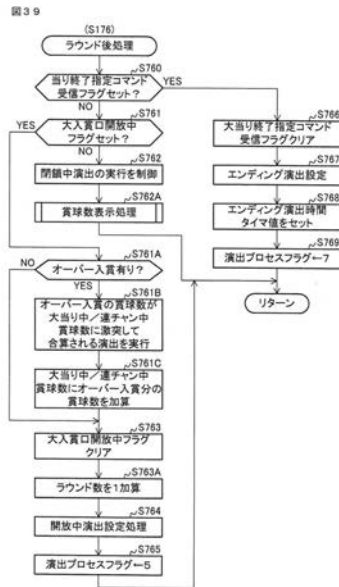 図39
(S176)
ラウンド後処理
S760
当り終了指定コマンド
受信フラグセット?
YES
NO
S761
大入賞口開放中
フラグセット?
YES
NO
S762
閉鎖中演出の実行を制御
S762A
賞球数表示処理
S761A
オーバー入賞有り?
NO
YES
S761B
オーバー入賞の賞球数が
大当り中/連チャン中
賞球数に激突して
合算される演出を実行
S761C
大当り中/連チャン中
賞球数にオーバー入賞分の
賞球数を加算
S763
大入賞口開放中フラグ
クリア
S763A
ラウンド数を1加算
S764
開放中演出設定処理
S765
演出プロセスフラグ←5
S766
大当り終了指定コマンド
受信フラグクリア
S767
エンディング演出設定
S768
エンディング演出時間
タイマ値をセット
S769
演出プロセスフラグ←7
リターン